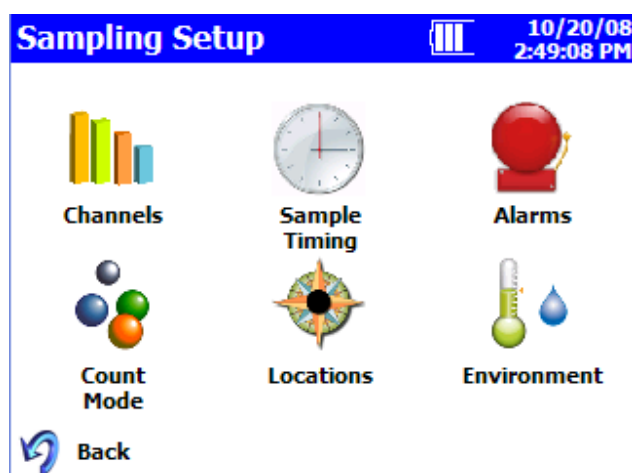 Sampling Setup
10/20/08
2:49:08 PM
Channels
Sample
Timing
Alarms
Count
Mode
Locations
Environment
Back